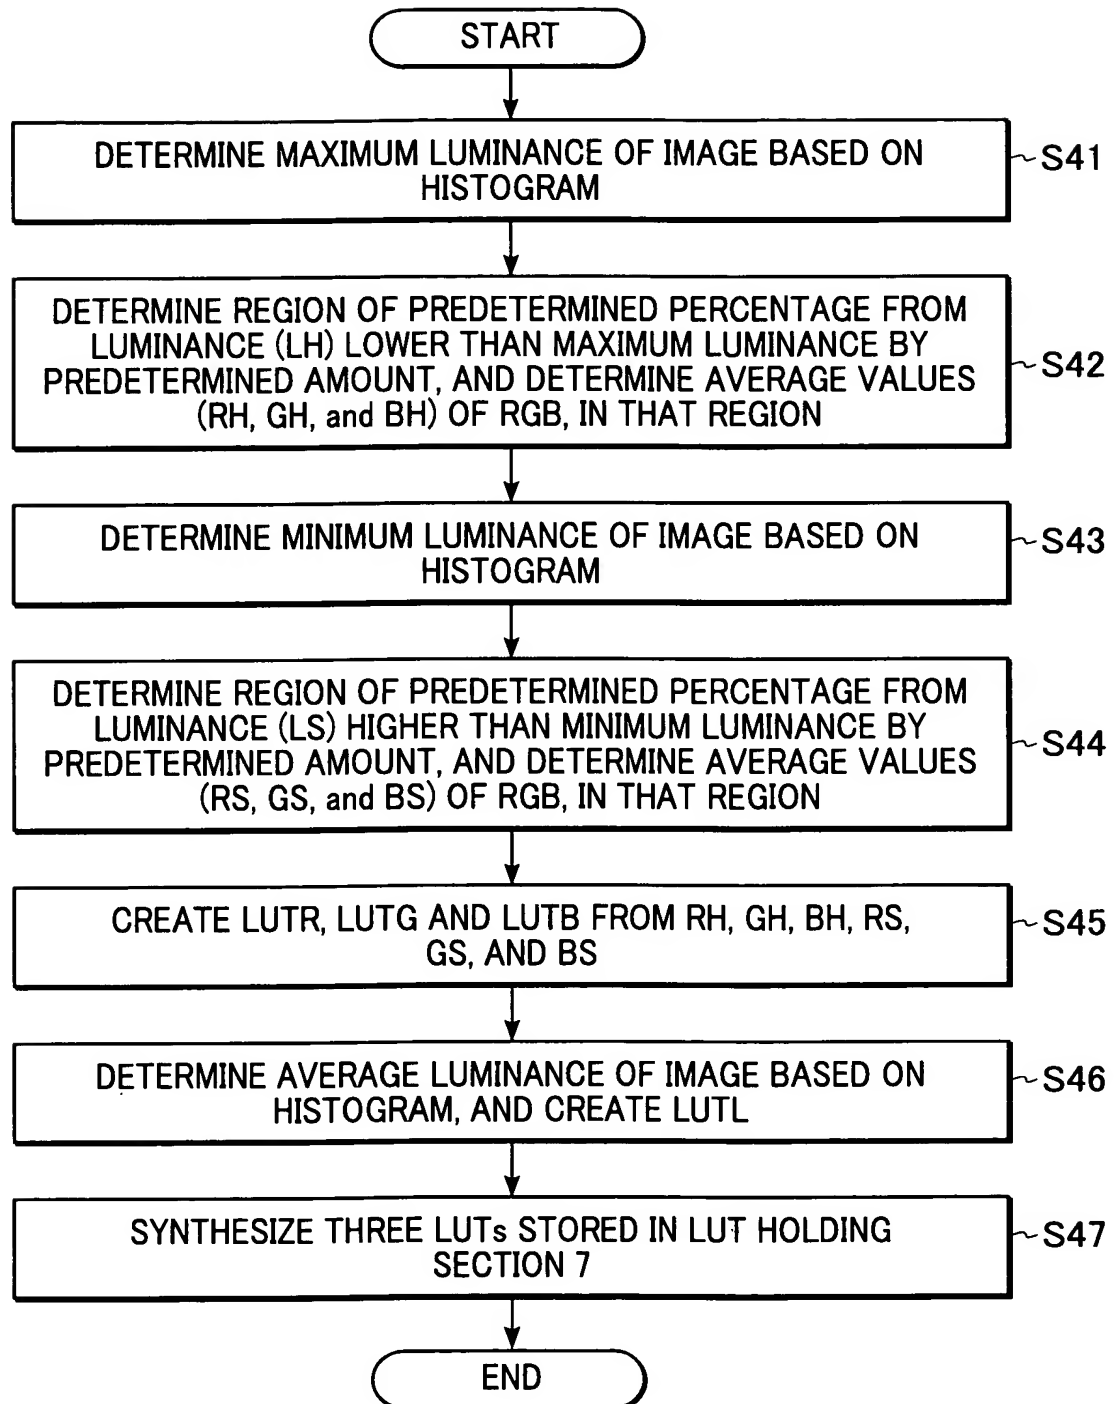 START
DETERMINE MAXIMUM LUMINANCE OF IMAGE BASED ON
HISTOGRAM
S41
DETERMINE REGION OF PREDETERMINED PERCENTAGE FROM
LUMINANCE (LH) LOWER THAN MAXIMUM LUMINANCE BY
PREDETERMINED AMOUNT, AND DETERMINE AVERAGE VALUES
(RH, GH, and BH) OF RGB, IN THAT REGION
S42
DETERMINE MINIMUM LUMINANCE OF IMAGE BASED ON
HISTOGRAM
S43
DETERMINE REGION OF PREDETERMINED PERCENTAGE FROM
LUMINANCE (LS) HIGHER THAN MINIMUM LUMINANCE BY
PREDETERMINED AMOUNT, AND DETERMINE AVERAGE VALUES
(RS, GS, and BS) OF RGB, IN THAT REGION
S44
CREATE LUTR, LUTG AND LUTB FROM RH, GH, BH, RS,
GS, AND BS
S45
DETERMINE AVERAGE LUMINANCE OF IMAGE BASED ON
HISTOGRAM, AND CREATE LUTL
S46
SYNTHESIZE THREE LUTs STORED IN LUT HOLDING
SECTION 7
S47
END